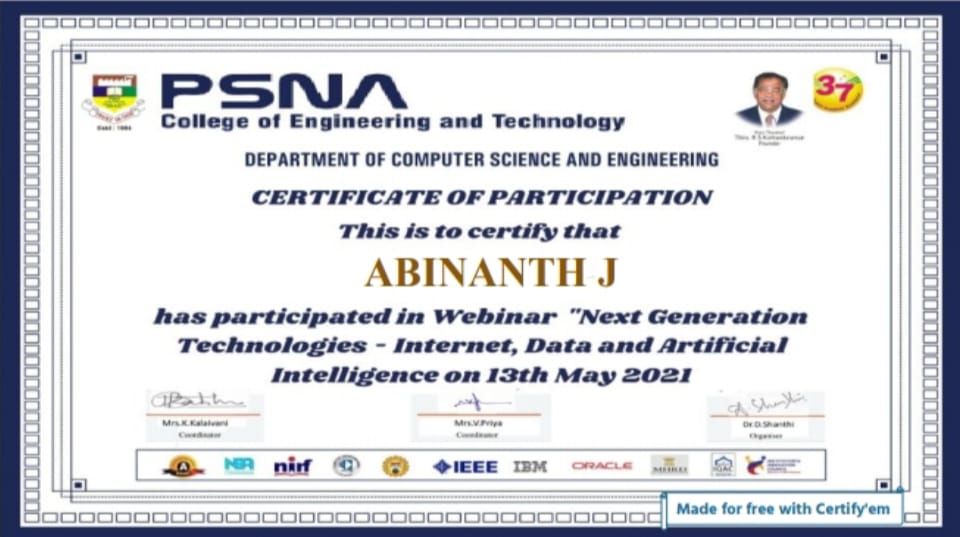 PSNA
College of Engineering and Technology
Estd : 1984
37
Founder
DEPARTMENT OF COMPUTER SCIENCE AND ENGINEERING
CERTIFICATE OF PARTICIPATION
This is to certify that
ABINANTH J
has participated in Webinar "Next Generation
Technologies - Internet, Data and Artificial
Intelligence on 13th May 2021
Mrs.K.Kalaivani
Coordinator
Mrs.V.Priya
Coordinator
Dr.D.Shanthi
Organiser
A NBA nirf IEEE IBM ORACLE MHRD IQAC
Made for free with Certify'em